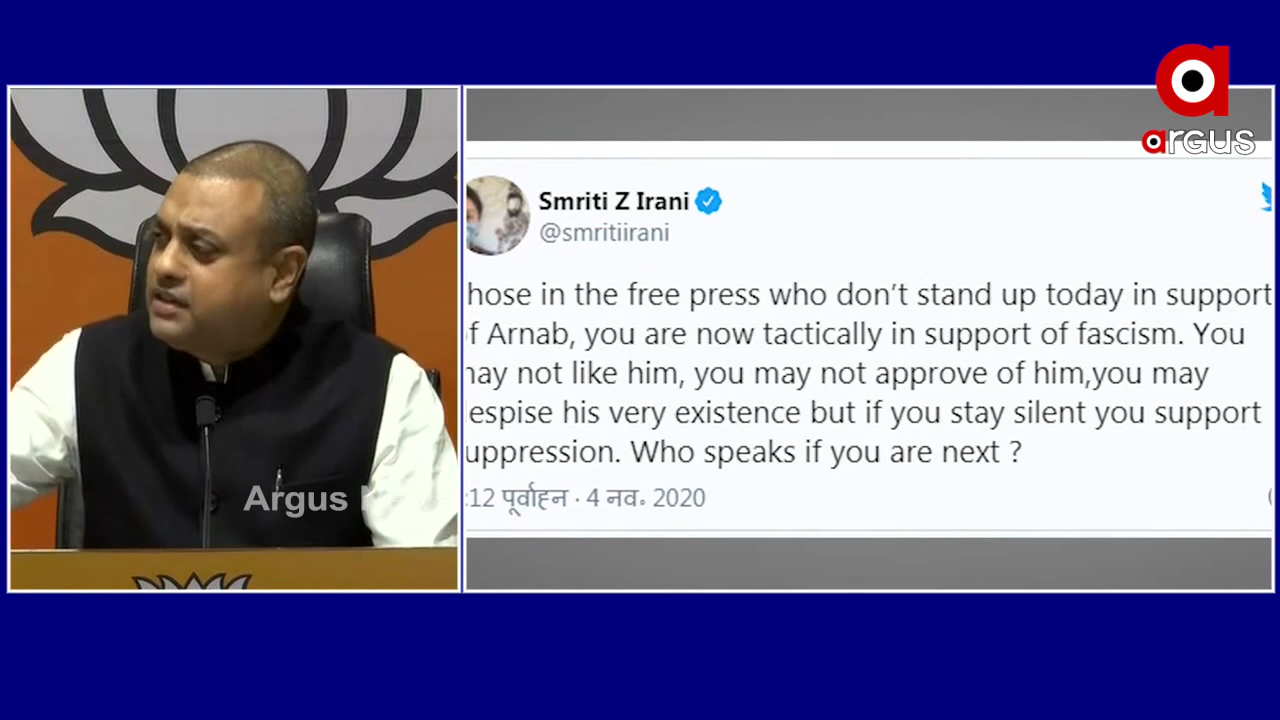 argus
Smriti Z Irani
@smritiirani
hose in the free press who don't stand up today in support
f Arnab, you are now tactically in support of fascism. You
ay not like him, you may not approve of him,you may
espise his very existence but if you stay silent you support
uppression. Who speaks if you are next ?
:12 पूर्वाह्न · 4 नव॰ 2020
Argus